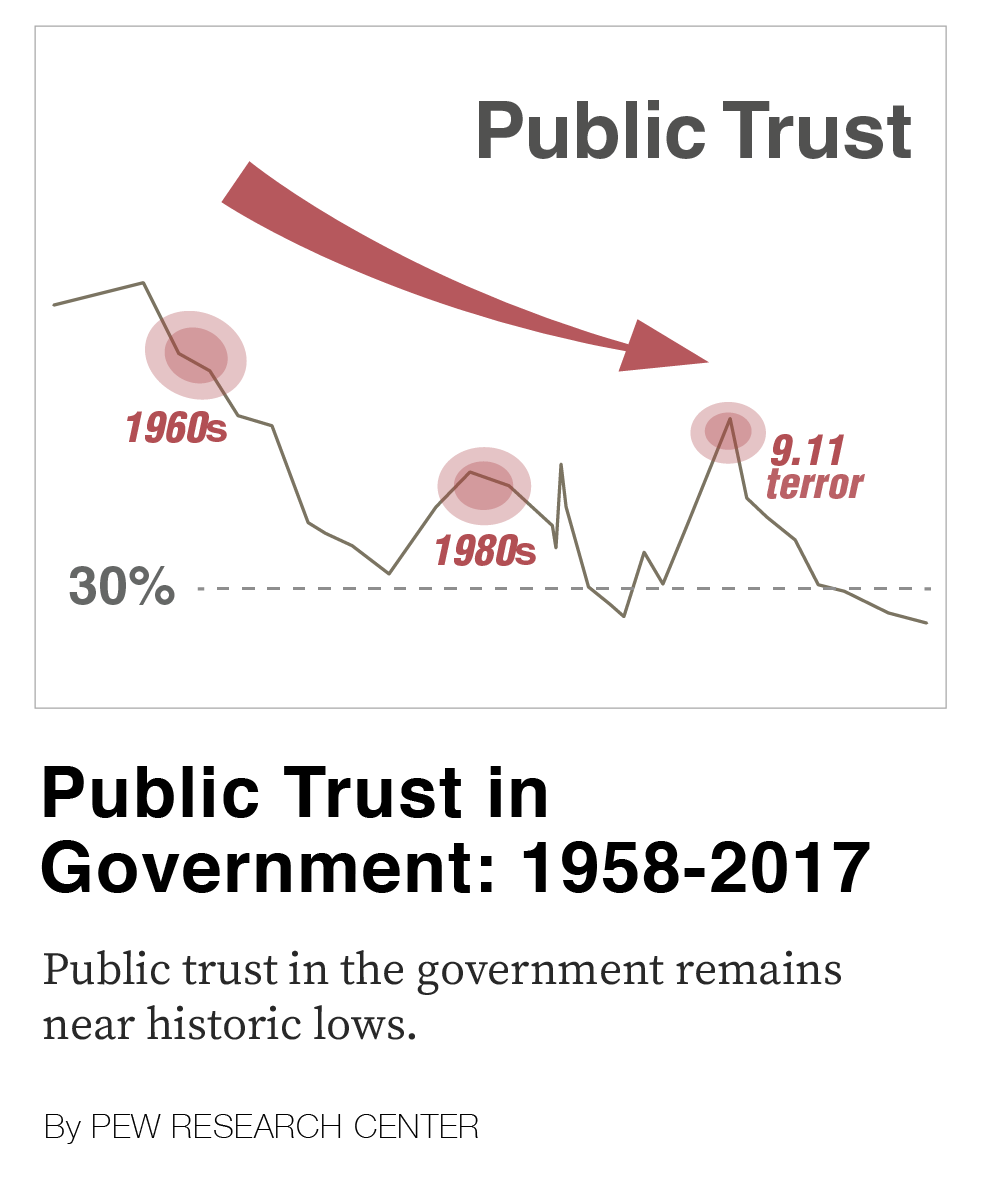 Public Trust
1960s
9.11
terror
1980s
30%
Public Trust in
Government: 1958-2017
Public trust in the government remains
near historic lows.
By PEW RESEARCH CENTER